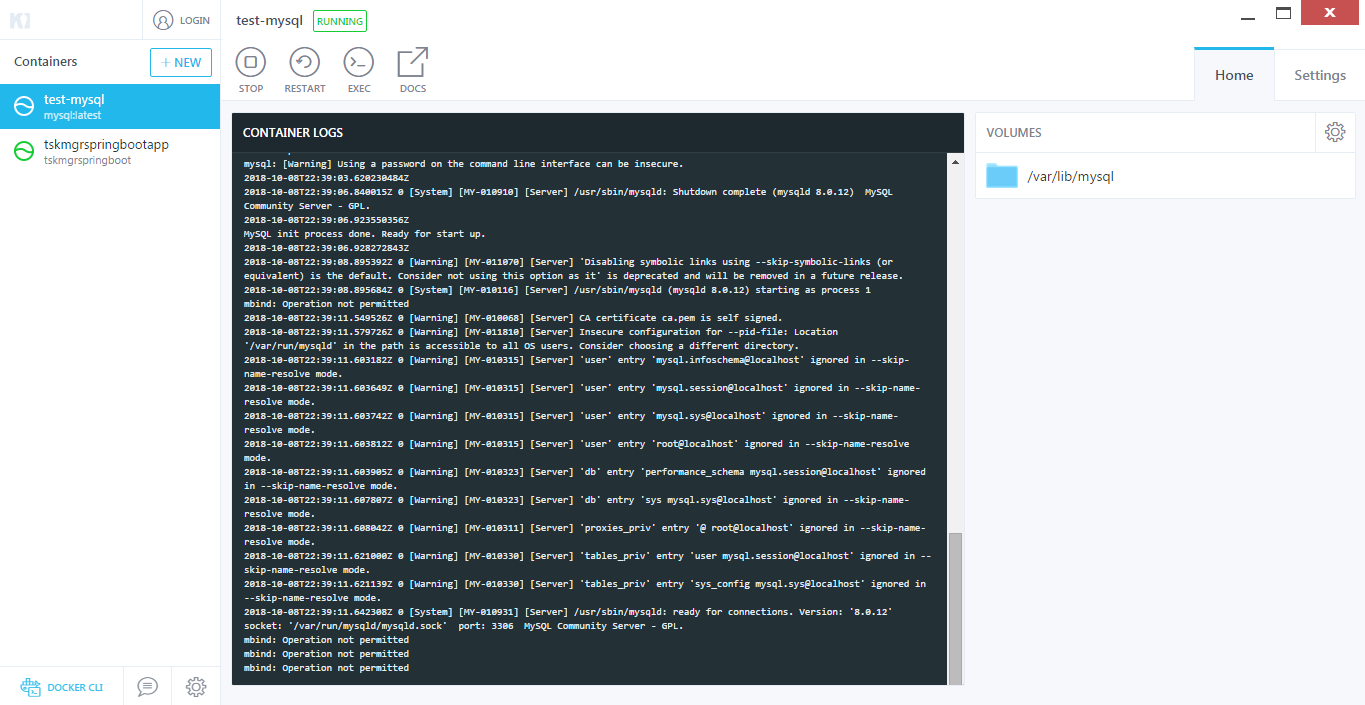 LOGIN
test-mysql RUNNING
Containers
+ NEW
STOP
RESTART
EXEC
DOCS
Home
Settings
test-mysql
mysql:latest
tskmgrspringbootapp
tskmgrspringboot
CONTAINER LOGS
mysql: [Warning] Using a password on the command line interface can be insecure.
2018-10-08T22:39:03.620230484Z
2018-10-08T22:39:06.840015Z 0 [System] [MY-010910] [Server] /usr/sbin/mysqld: Shutdown complete (mysqld 8.0.12)  MySQL
Community Server - GPL.
2018-10-08T22:39:06.923550356Z
MySQL init process done. Ready for start up.
2018-10-08T22:39:06.928272843Z
2018-10-08T22:39:08.895392Z 0 [Warning] [MY-011070] [Server] 'Disabling symbolic links using --skip-symbolic-links (or
equivalent) is the default. Consider not using this option as it' is deprecated and will be removed in a future release.
2018-10-08T22:39:08.895684Z 0 [System] [MY-010116] [Server] /usr/sbin/mysqld (mysqld 8.0.12) starting as process 1
mbind: Operation not permitted
2018-10-08T22:39:11.549526Z 0 [Warning] [MY-010068] [Server] CA certificate ca.pem is self signed.
2018-10-08T22:39:11.579726Z 0 [Warning] [MY-011810] [Server] Insecure configuration for --pid-file: Location
'/var/run/mysqld' in the path is accessible to all OS users. Consider choosing a different directory.
2018-10-08T22:39:11.603182Z 0 [Warning] [MY-010315] [Server] 'user' entry 'mysql.infoschema@localhost' ignored in --skip-
name-resolve mode.
2018-10-08T22:39:11.603649Z 0 [Warning] [MY-010315] [Server] 'user' entry 'mysql.session@localhost' ignored in --skip-name-
resolve mode.
2018-10-08T22:39:11.603742Z 0 [Warning] [MY-010315] [Server] 'user' entry 'mysql.sys@localhost' ignored in --skip-name-
resolve mode.
2018-10-08T22:39:11.603812Z 0 [Warning] [MY-010315] [Server] 'user' entry 'root@localhost' ignored in --skip-name-resolve
mode.
2018-10-08T22:39:11.603905Z 0 [Warning] [MY-010323] [Server] 'db' entry 'performance_schema mysql.session@localhost' ignored
in --skip-name-resolve mode.
2018-10-08T22:39:11.607807Z 0 [Warning] [MY-010323] [Server] 'db' entry 'sys mysql.sys@localhost' ignored in --skip-name-
resolve mode.
2018-10-08T22:39:11.608042Z 0 [Warning] [MY-010311] [Server] 'proxies_priv' entry '@ root@localhost' ignored in --skip-name-
resolve mode.
2018-10-08T22:39:11.621000Z 0 [Warning] [MY-010330] [Server] 'tables_priv' entry 'user mysql.session@localhost' ignored in --
skip-name-resolve mode.
2018-10-08T22:39:11.621139Z 0 [Warning] [MY-010330] [Server] 'tables_priv' entry 'sys_config mysql.sys@localhost' ignored in
--skip-name-resolve mode.
2018-10-08T22:39:11.642308Z 0 [System] [MY-010931] [Server] /usr/sbin/mysqld: ready for connections. Version: '8.0.12'
socket: '/var/run/mysqld/mysqld.sock'  port: 3306  MySQL Community Server - GPL.
mbind: Operation not permitted
mbind: Operation not permitted
mbind: Operation not permitted
VOLUMES
/var/lib/mysql
DOCKER CLI